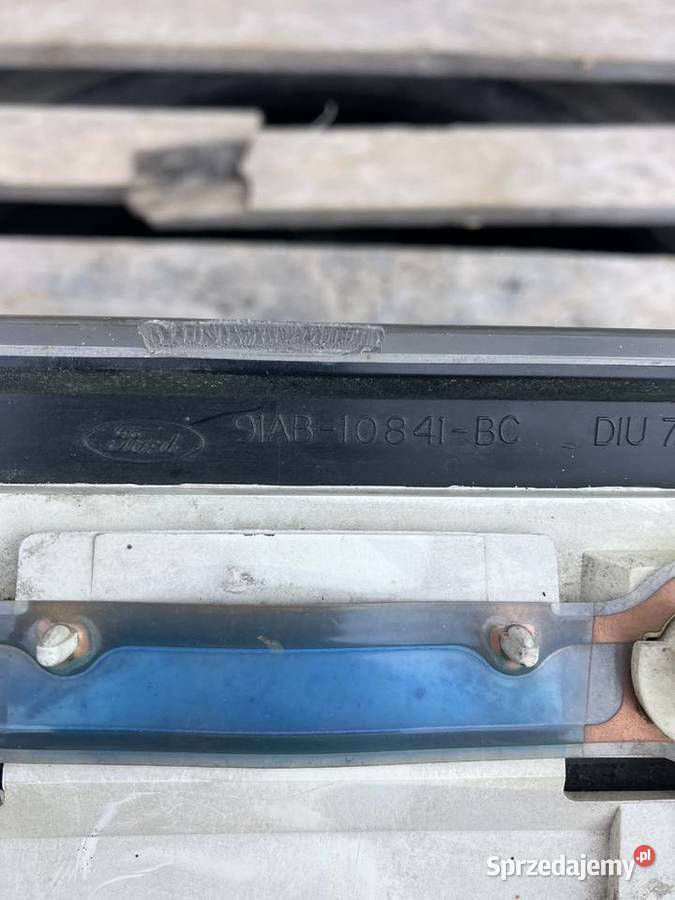 Ford 91AB-10841-BC DIU 7
Sprzedajemy.pl